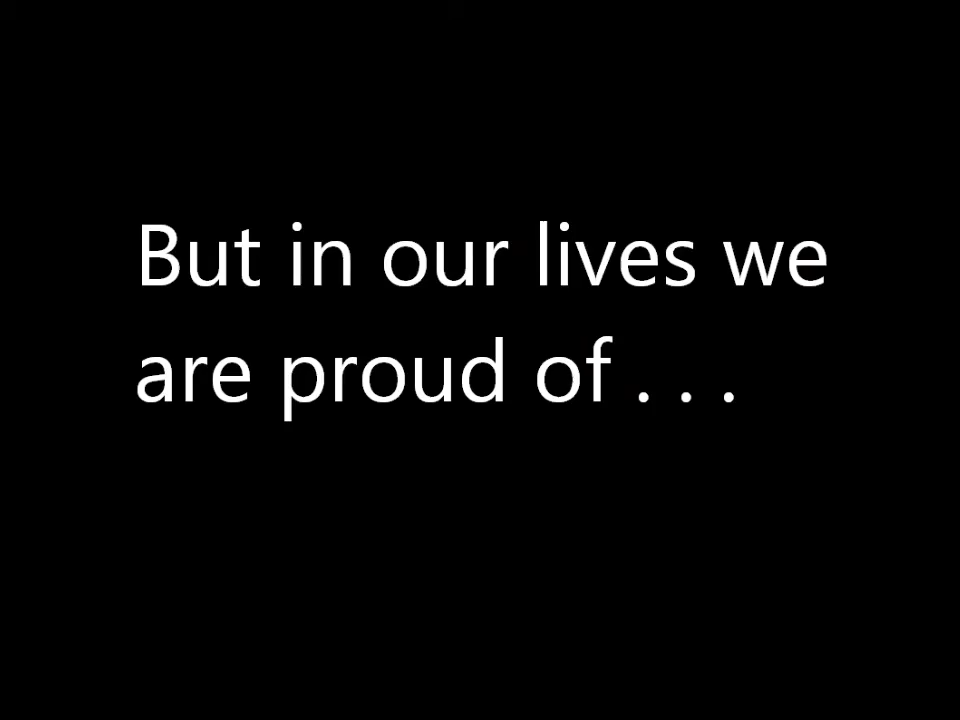 But in our lives we
are proud of . . .